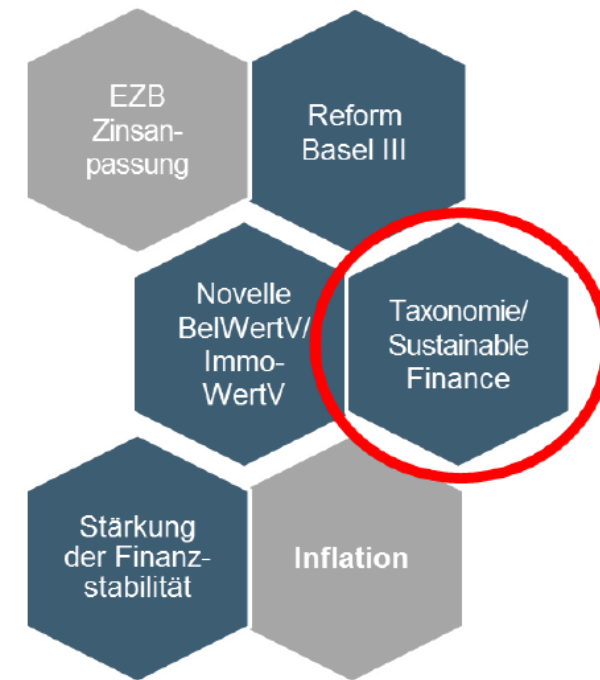 EZB
Zinsan-
passung
Reform
Basel III
Novelle
BelWertV/
Immo-
WertV
Taxonomie/
Sustainable
Finance
Stärkung
der Finanz-
stabilität
Inflation